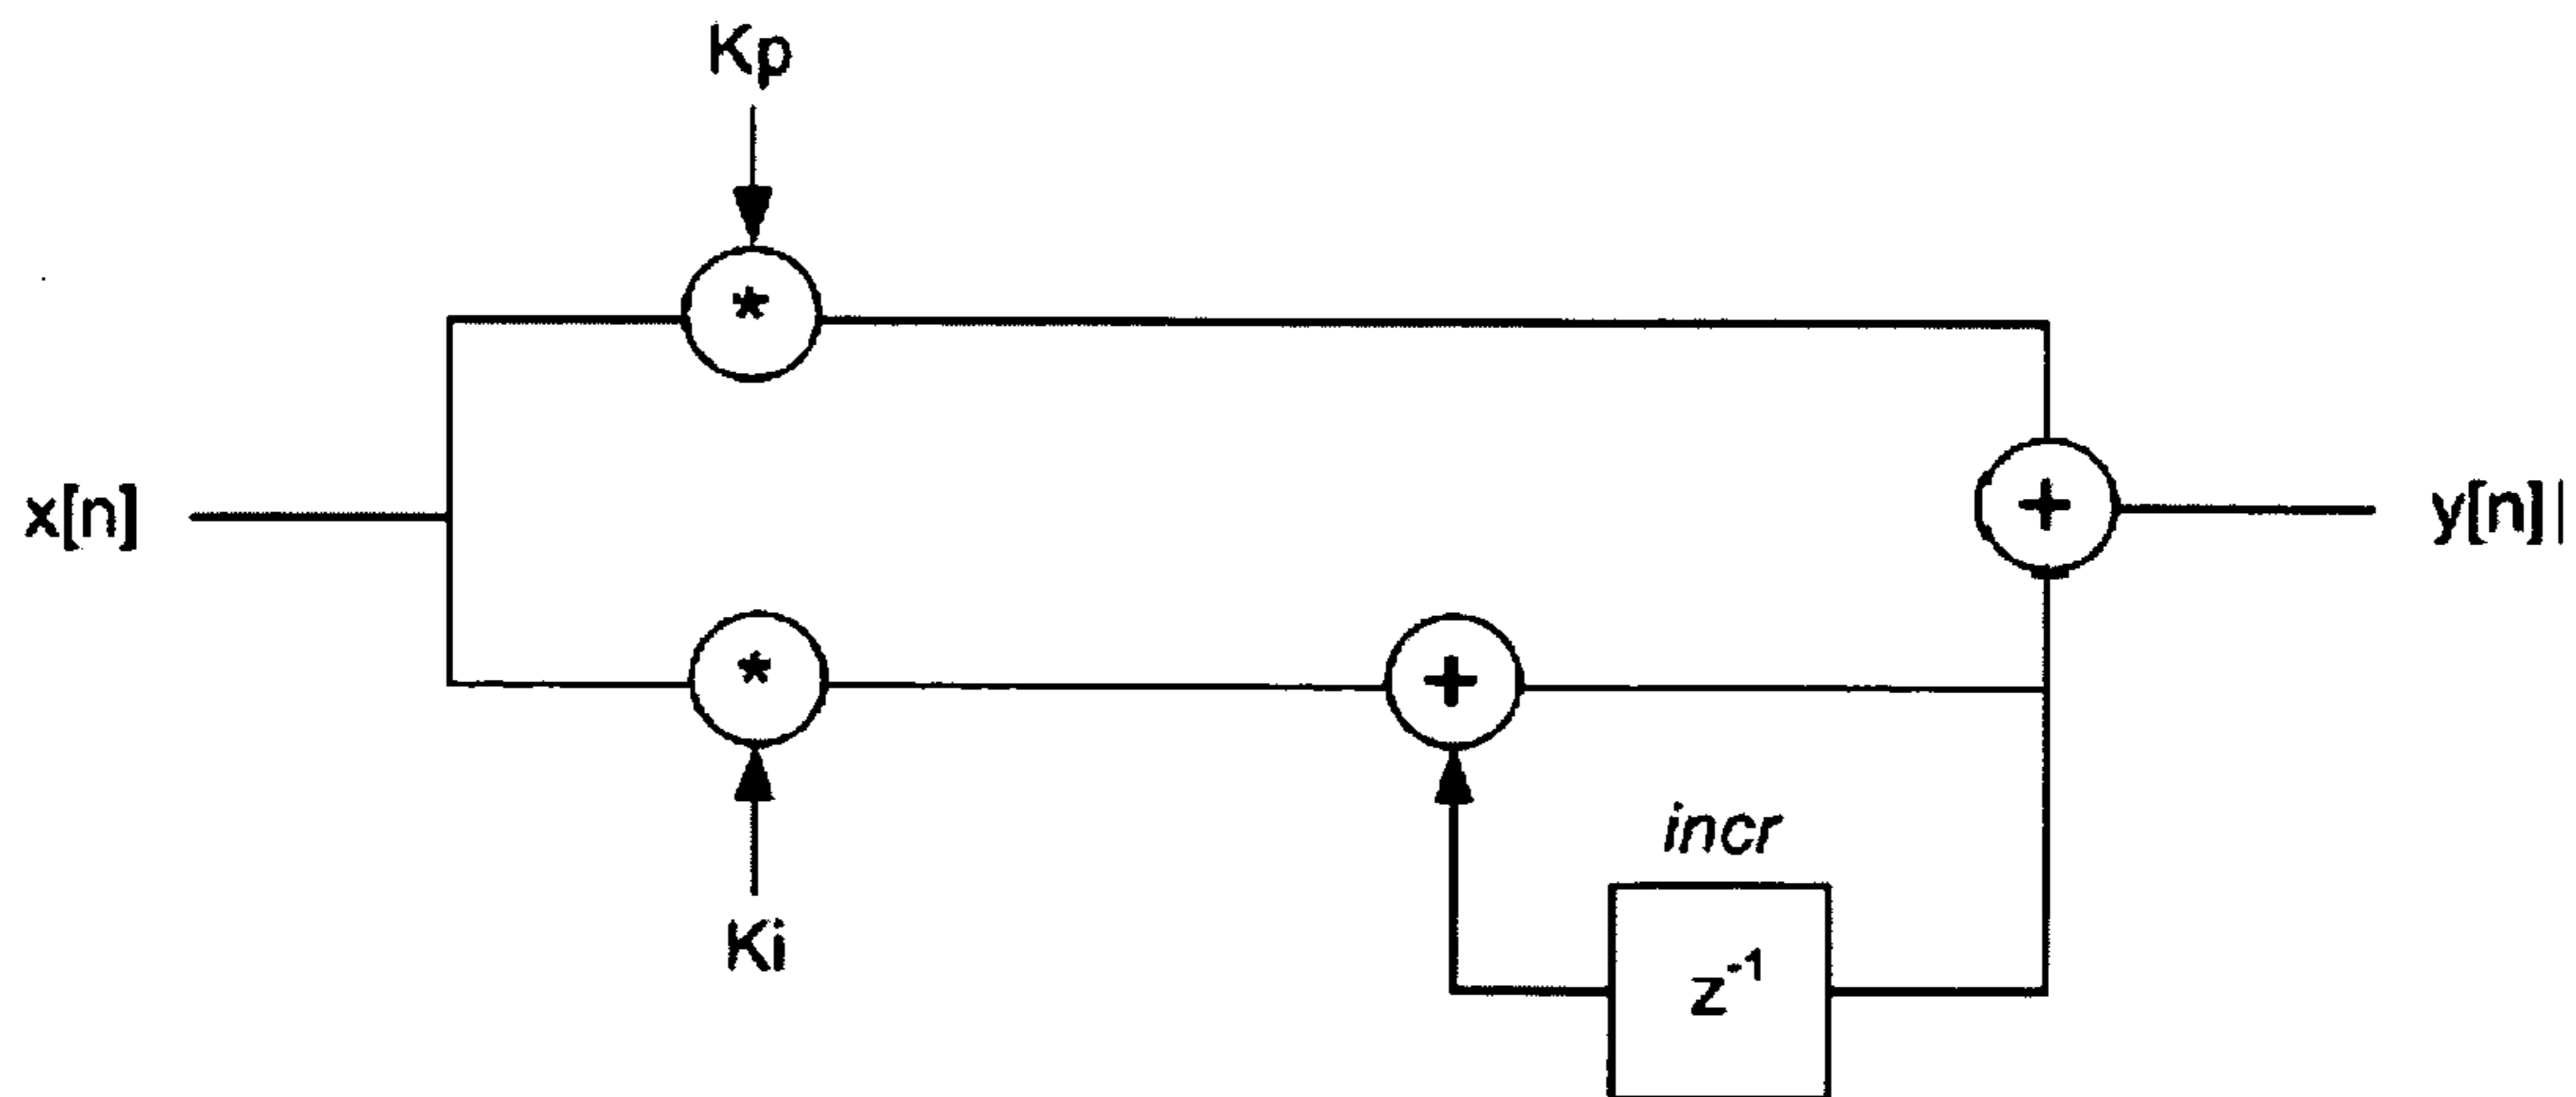 Kp
*
x[n]
+
y[n]|
*
+
incr
Ki
z⁻¹